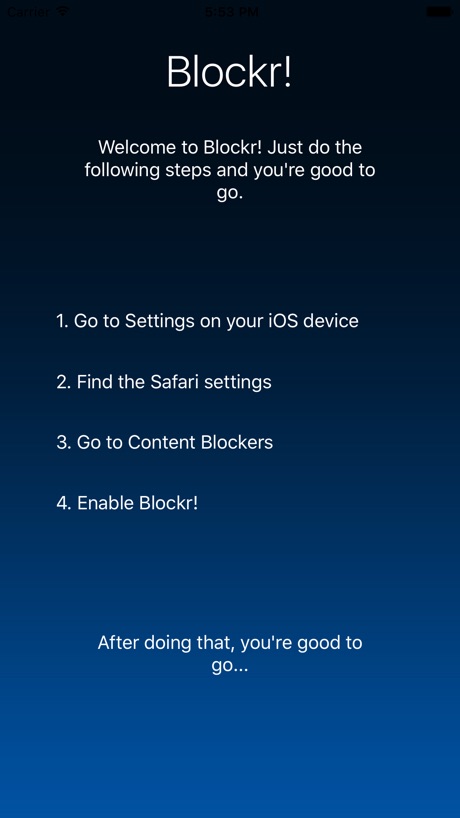 Carrier 5:53 PM
Blockr!
Welcome to Blockr! Just do the
following steps and you're good to
go.
1. Go to Settings on your iOS device
2. Find the Safari settings
3. Go to Content Blockers
4. Enable Blockr!
After doing that, you're good to
go...